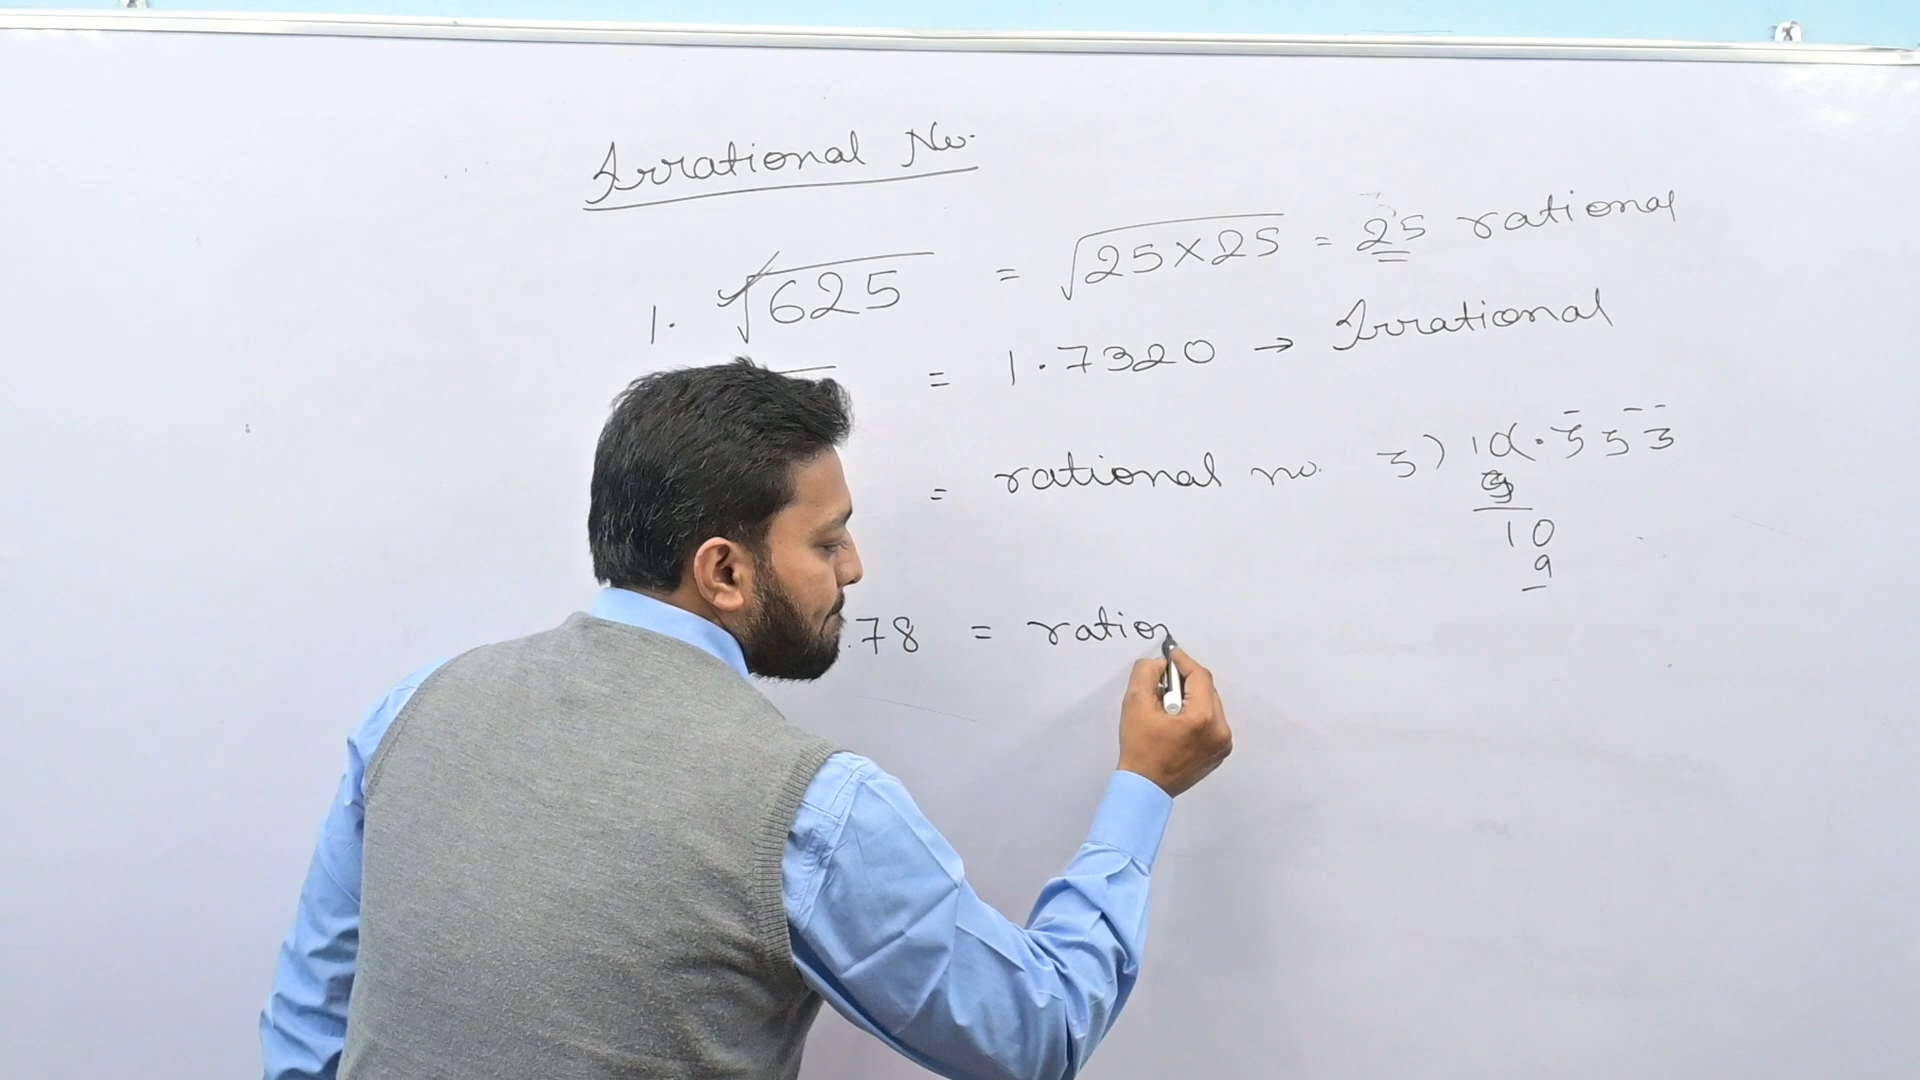 Irrational No.
1. √625 = √25×25 = 25 rational
= 1.7320 → Irrational
= rational no. 3)10(.333
9
10
9
.78 = ration